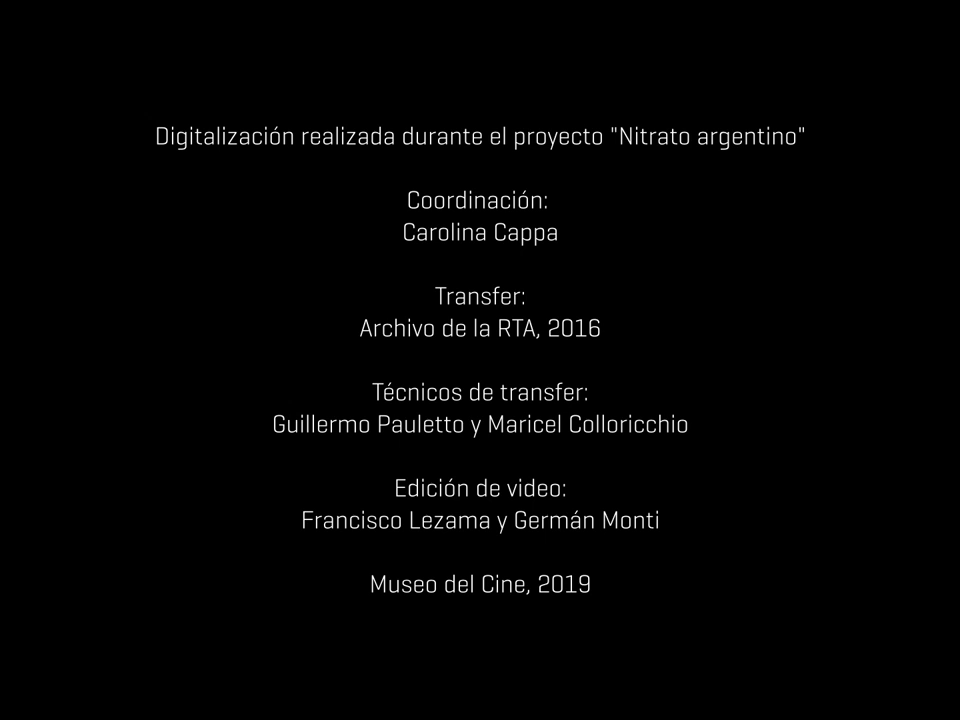 Digitalización realizada durante el proyecto "Nitrato argentino"
Coordinación:
Carolina Cappa
Transfer:
Archivo de la RTA, 2016
Técnicos de transfer:
Guillermo Pauletto y Maricel Colloricchio
Edición de video:
Francisco Lezama y Germán Monti
Museo del Cine, 2019